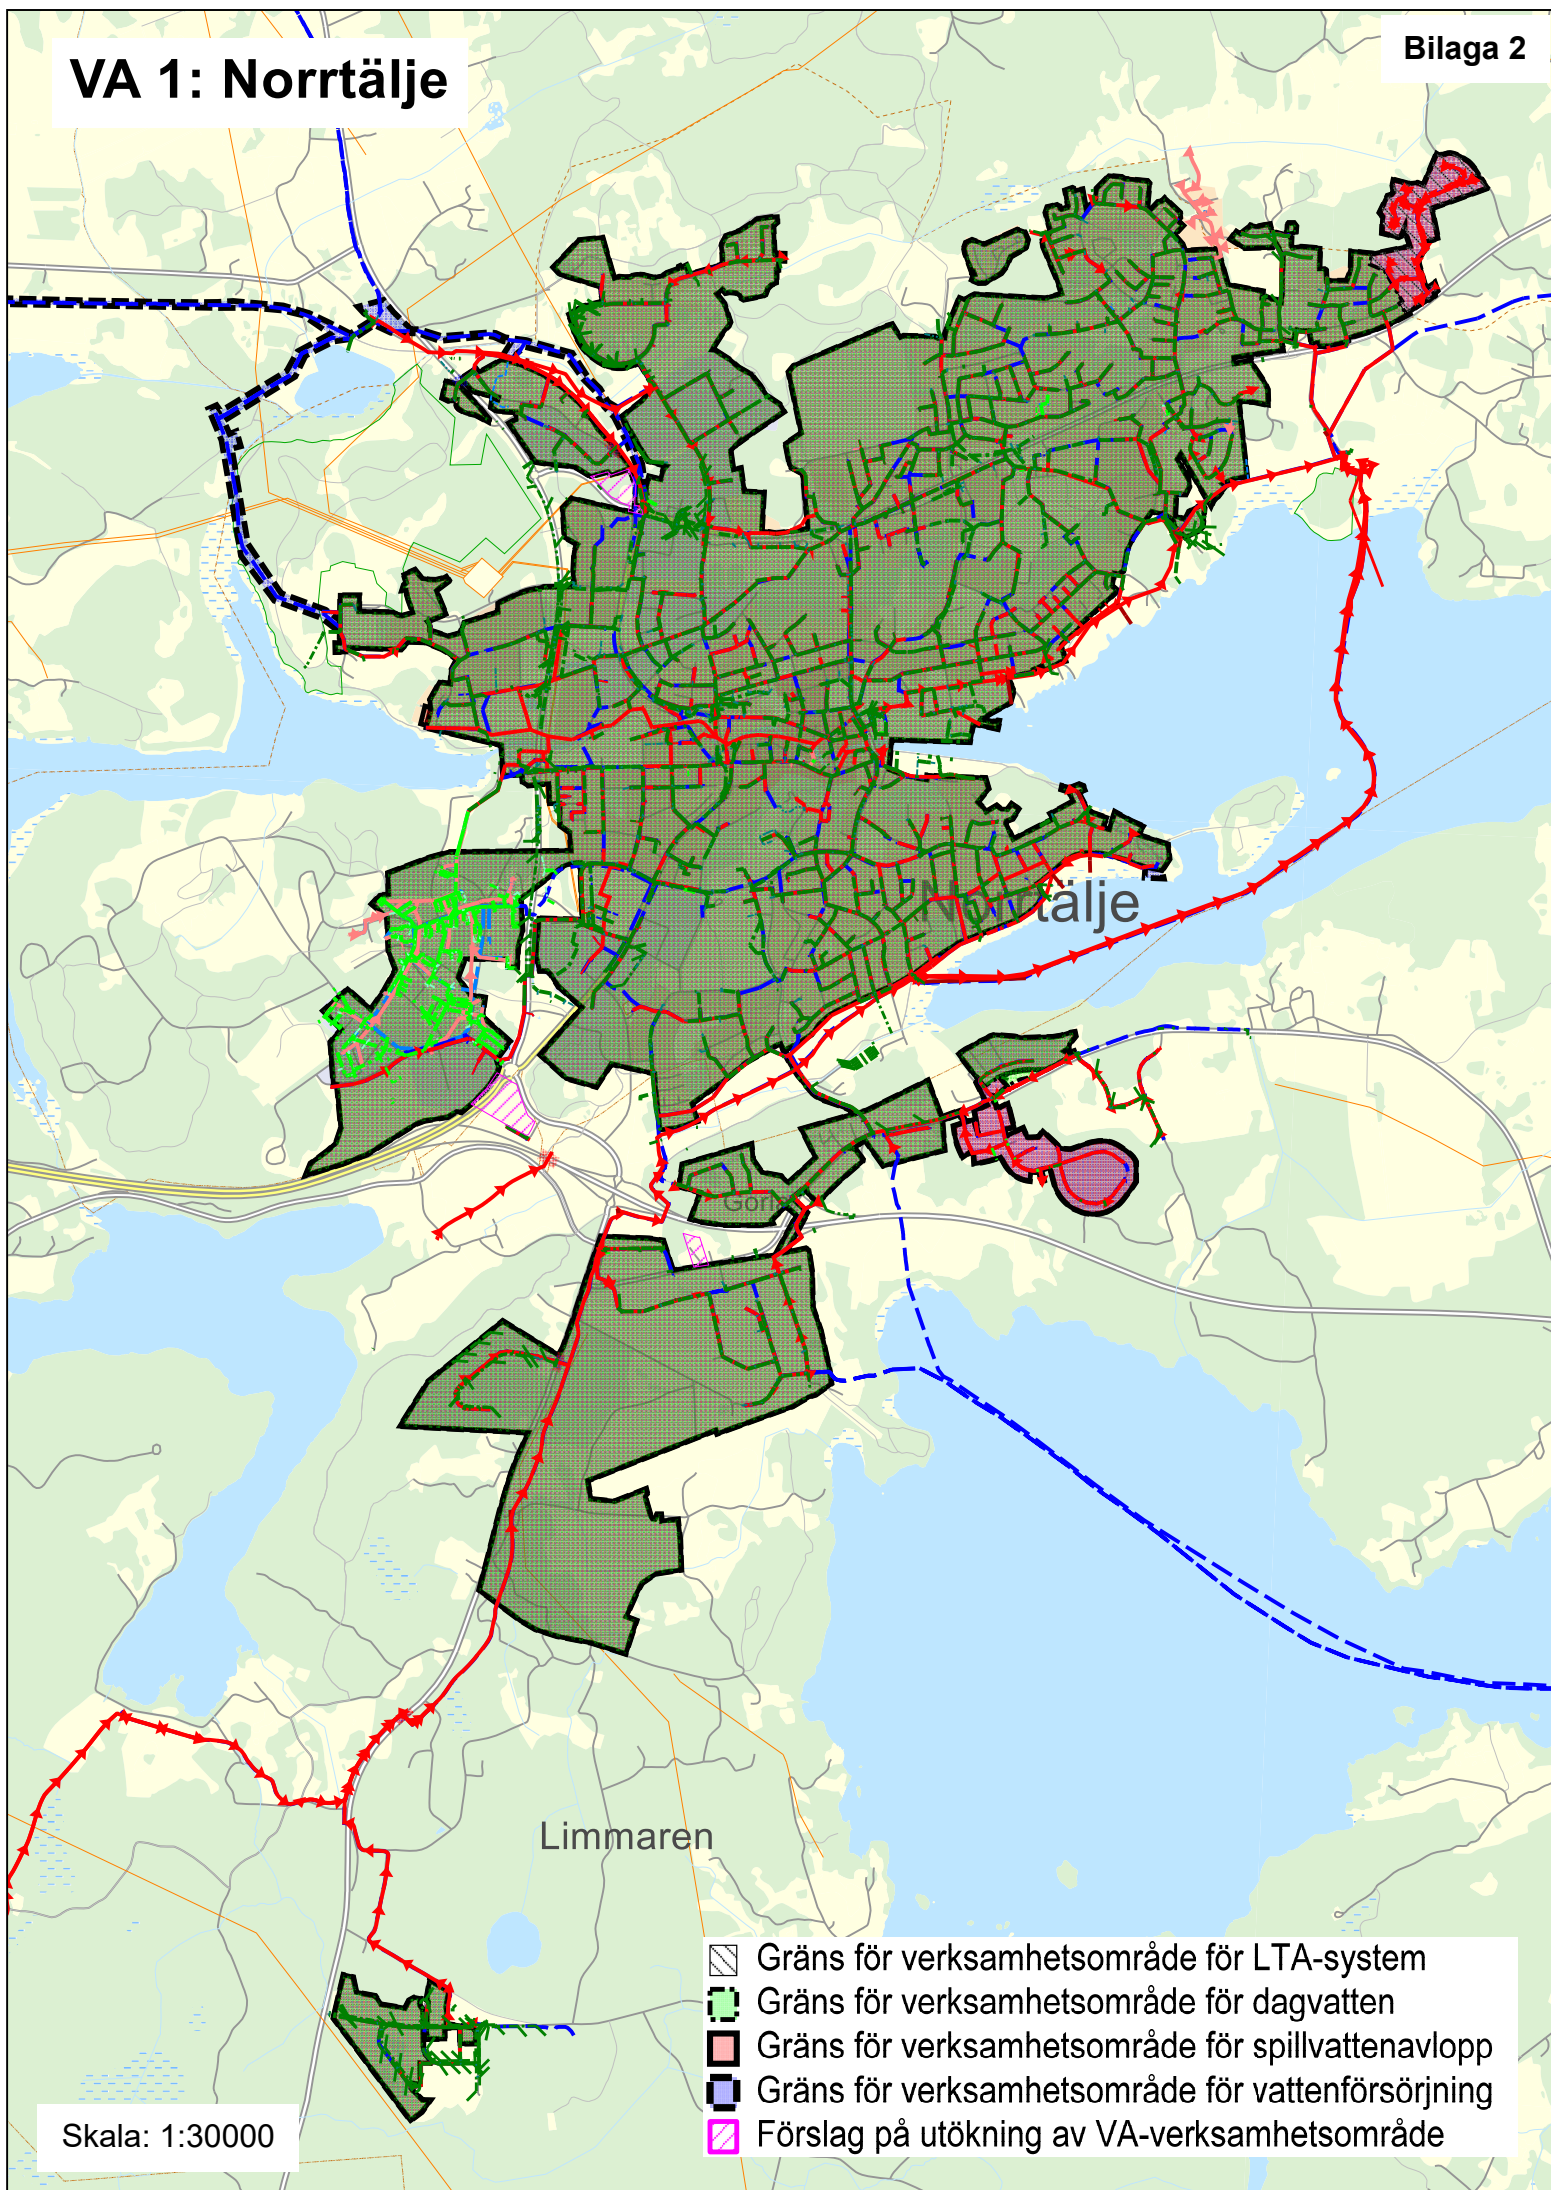 VA 1: Norrtälje
Bilaga 2
Norrtälje
Limmaren
Gräns för verksamhetsområde för LTA-system
Gräns för verksamhetsområde för dagvatten
Gräns för verksamhetsområde för spillvattenavlopp
Gräns för verksamhetsområde för vattenförsörjning
Förslag på utökning av VA-verksamhetsområde
Skala: 1:30000